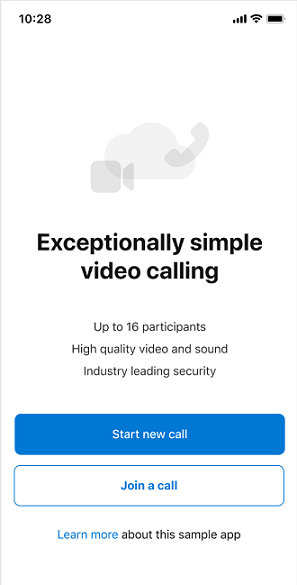 10:28
Exceptionally simple
video calling
Up to 16 participants
High quality video and sound
Industry leading security
Start new call
Join a call
Learn more about this sample app